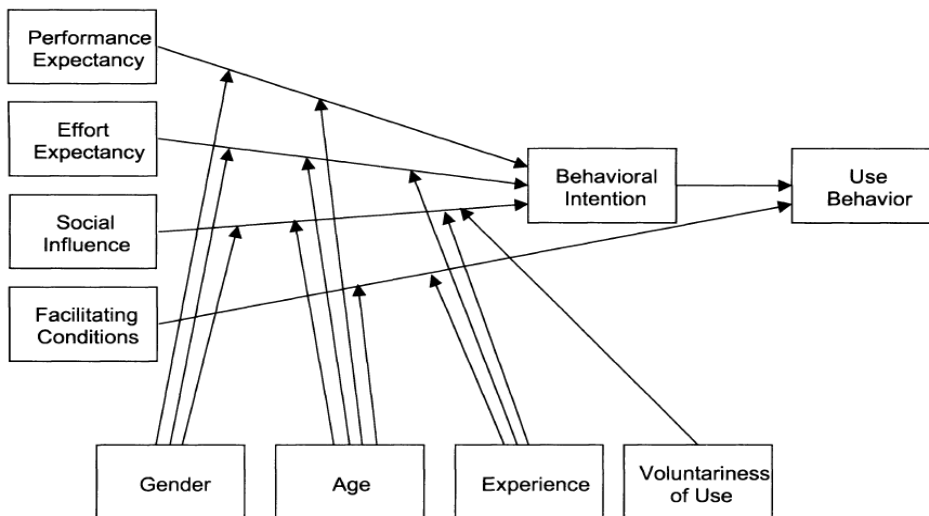 Performance
Expectancy
Effort
Expectancy
Social
Influence
Facilitating
Conditions
Behavioral
Intention
Use
Behavior
Gender
Age
Experience
Voluntariness
of Use